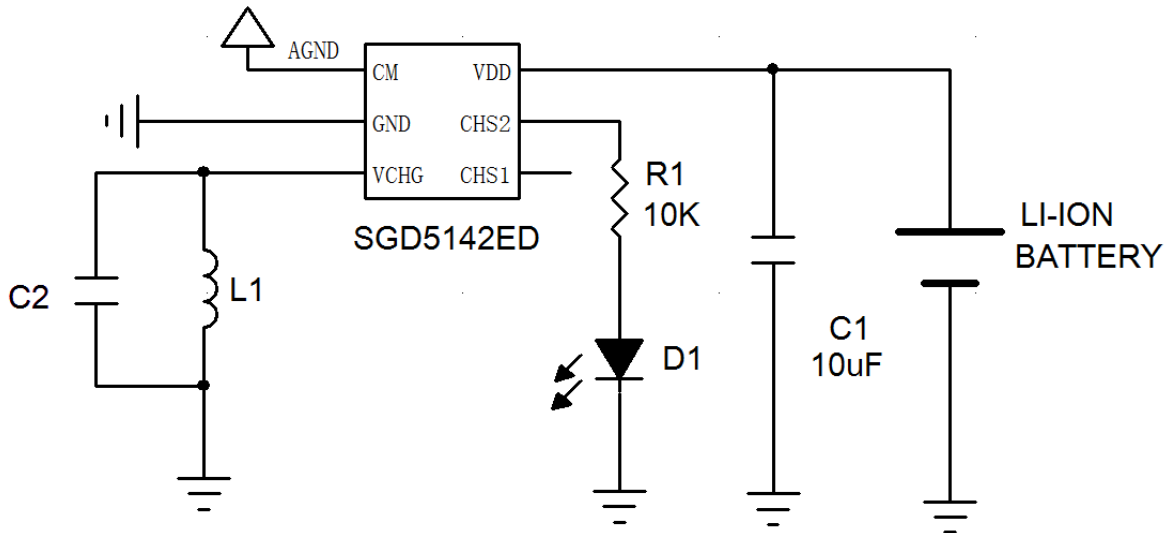 AGND
CM
VDD
GND
CHS2
VCHG
CHS1
SGD5142ED
R1
10K
LI-ION
BATTERY
C2
L1
D1
C1
10uF